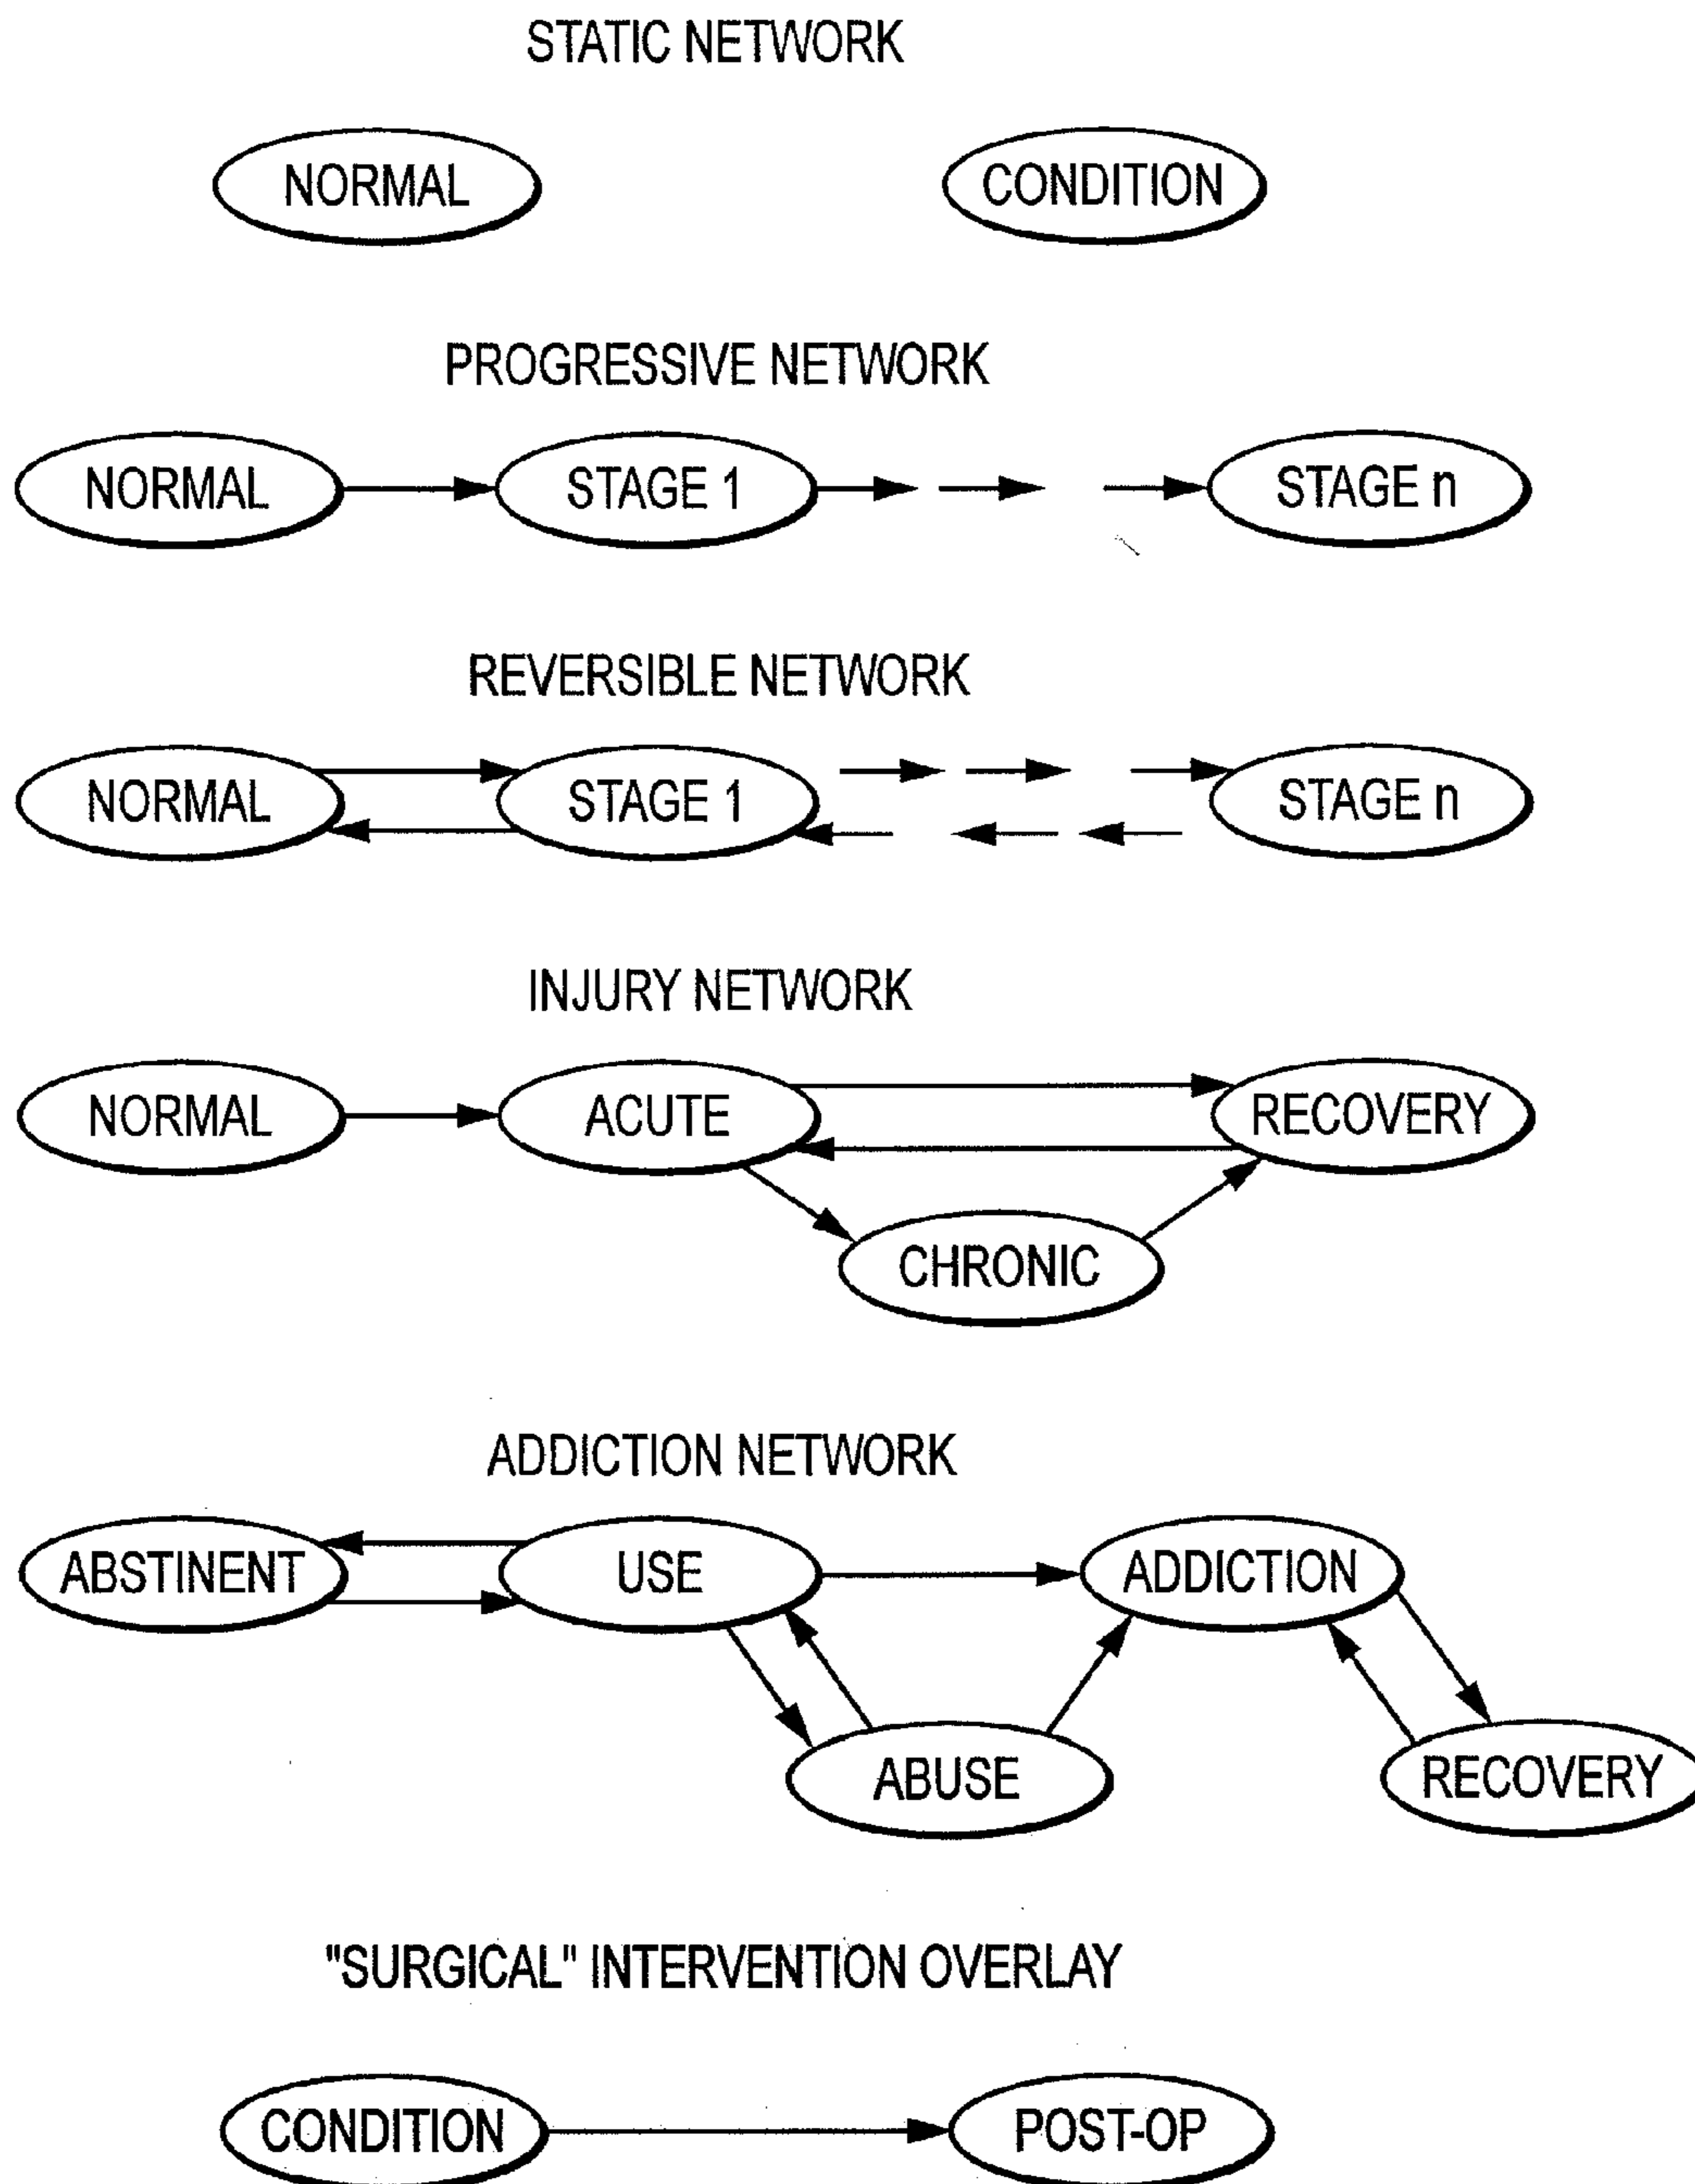 STATIC NETWORK
NORMAL CONDITION
PROGRESSIVE NETWORK
NORMAL STAGE 1 STAGE n
REVERSIBLE NETWORK
NORMAL STAGE 1 STAGE n
INJURY NETWORK
NORMAL ACUTE RECOVERY
CHRONIC
ADDICTION NETWORK
ABSTINENT USE ADDICTION
ABUSE RECOVERY
"SURGICAL" INTERVENTION OVERLAY
CONDITION POST-OP